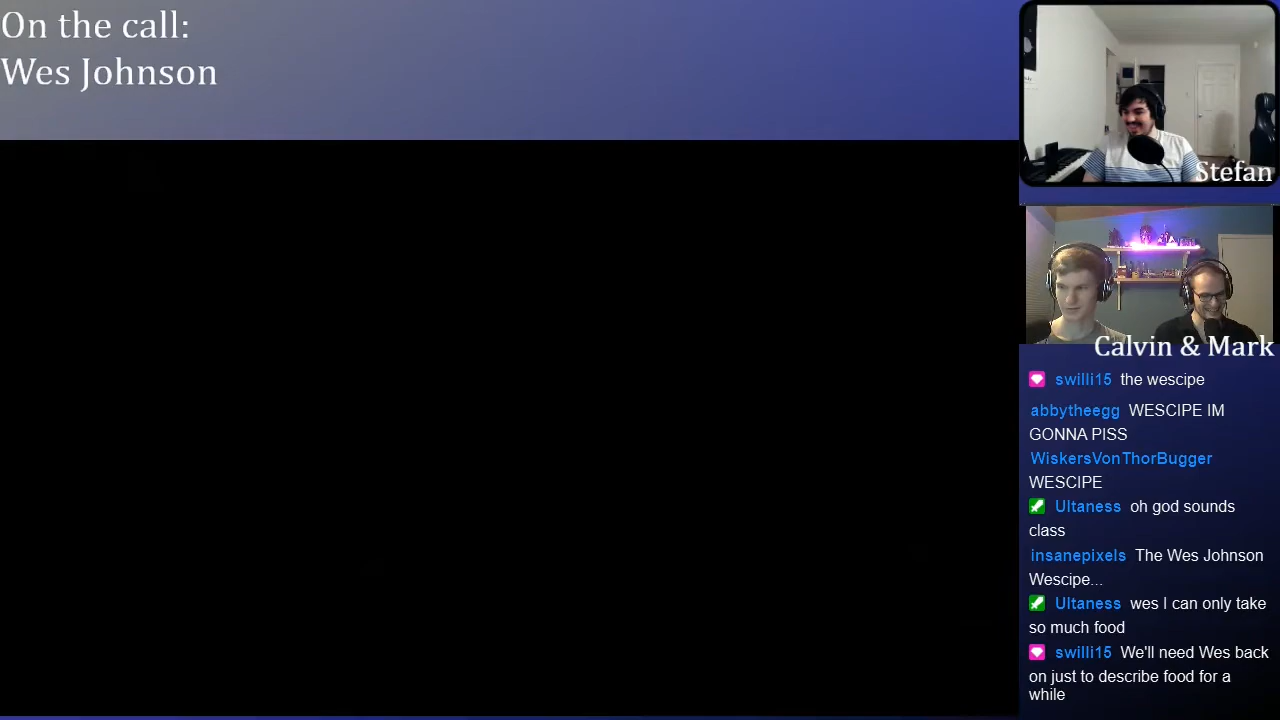 On the call:
Wes Johnson
Stefan
Calvin & Mark
swilli15 the wescipe
abbytheegg WESCIPE IM
GONNA PISS
WiskersVonThorBugger
WESCIPE
Ultaness oh god sounds
class
insanepixels The Wes Johnson
Wescipe...
Ultaness wes I can only take
so much food
swilli15 We'll need Wes back
on just to describe food for a
while